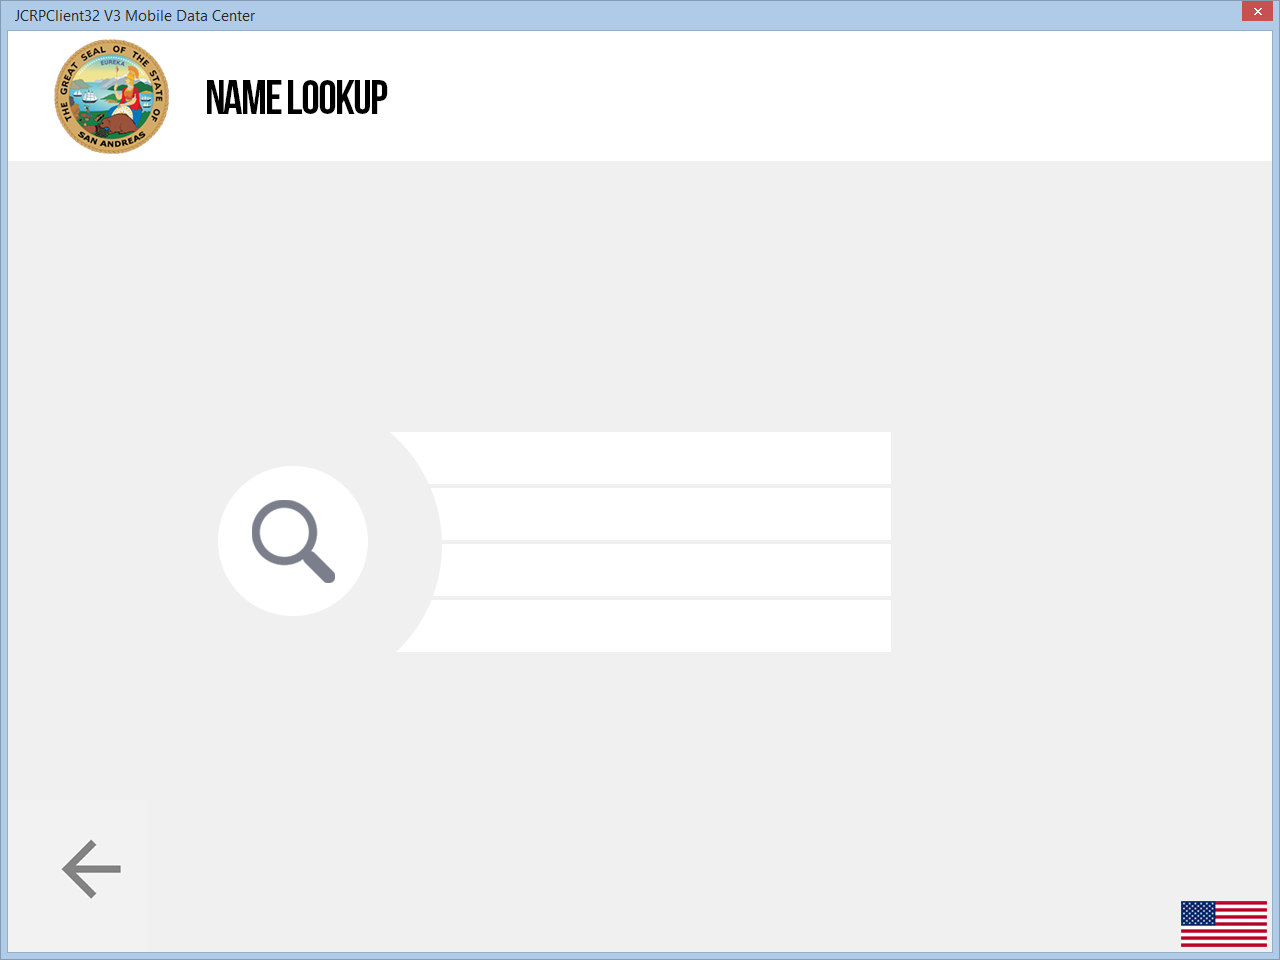 JCRPClient32 V3 Mobile Data Center
THE GREAT SEAL OF THE STATE OF
EUREKA
SAN ANDREAS
NAME LOOKUP